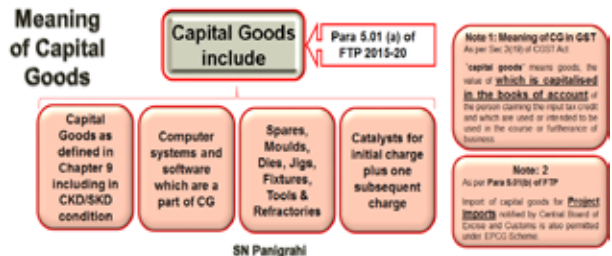 Meaning
of Capital
Goods
Capital Goods
include
Para 5.01 (a) of
FTP 2015-20
Capital
Goods as
defined in
Chapter 9
including in
CKD/SKD
condition
Computer
systems and
software
which are a
part of CG
Spares,
Moulds,
Dies, Jigs,
Fixtures,
Tools &
Refractories
Catalysts for
initial charge
plus one
subsequent
charge
Note 1: Meaning of CG in GST
As per Sec 2(19) of CGST Act
"capital goods" means goods, the
value of which is capitalised
in the books of account of
the person claiming the input tax credit
and which are used or intended to be
used in the course or furtherance of
business
Note: 2
As per Para 5.01(b) of FTP
Import of capital goods for Project
Imports notified by Central Board of
Excise and Customs is also permitted
under EPCG Scheme.
SN Panigrahi